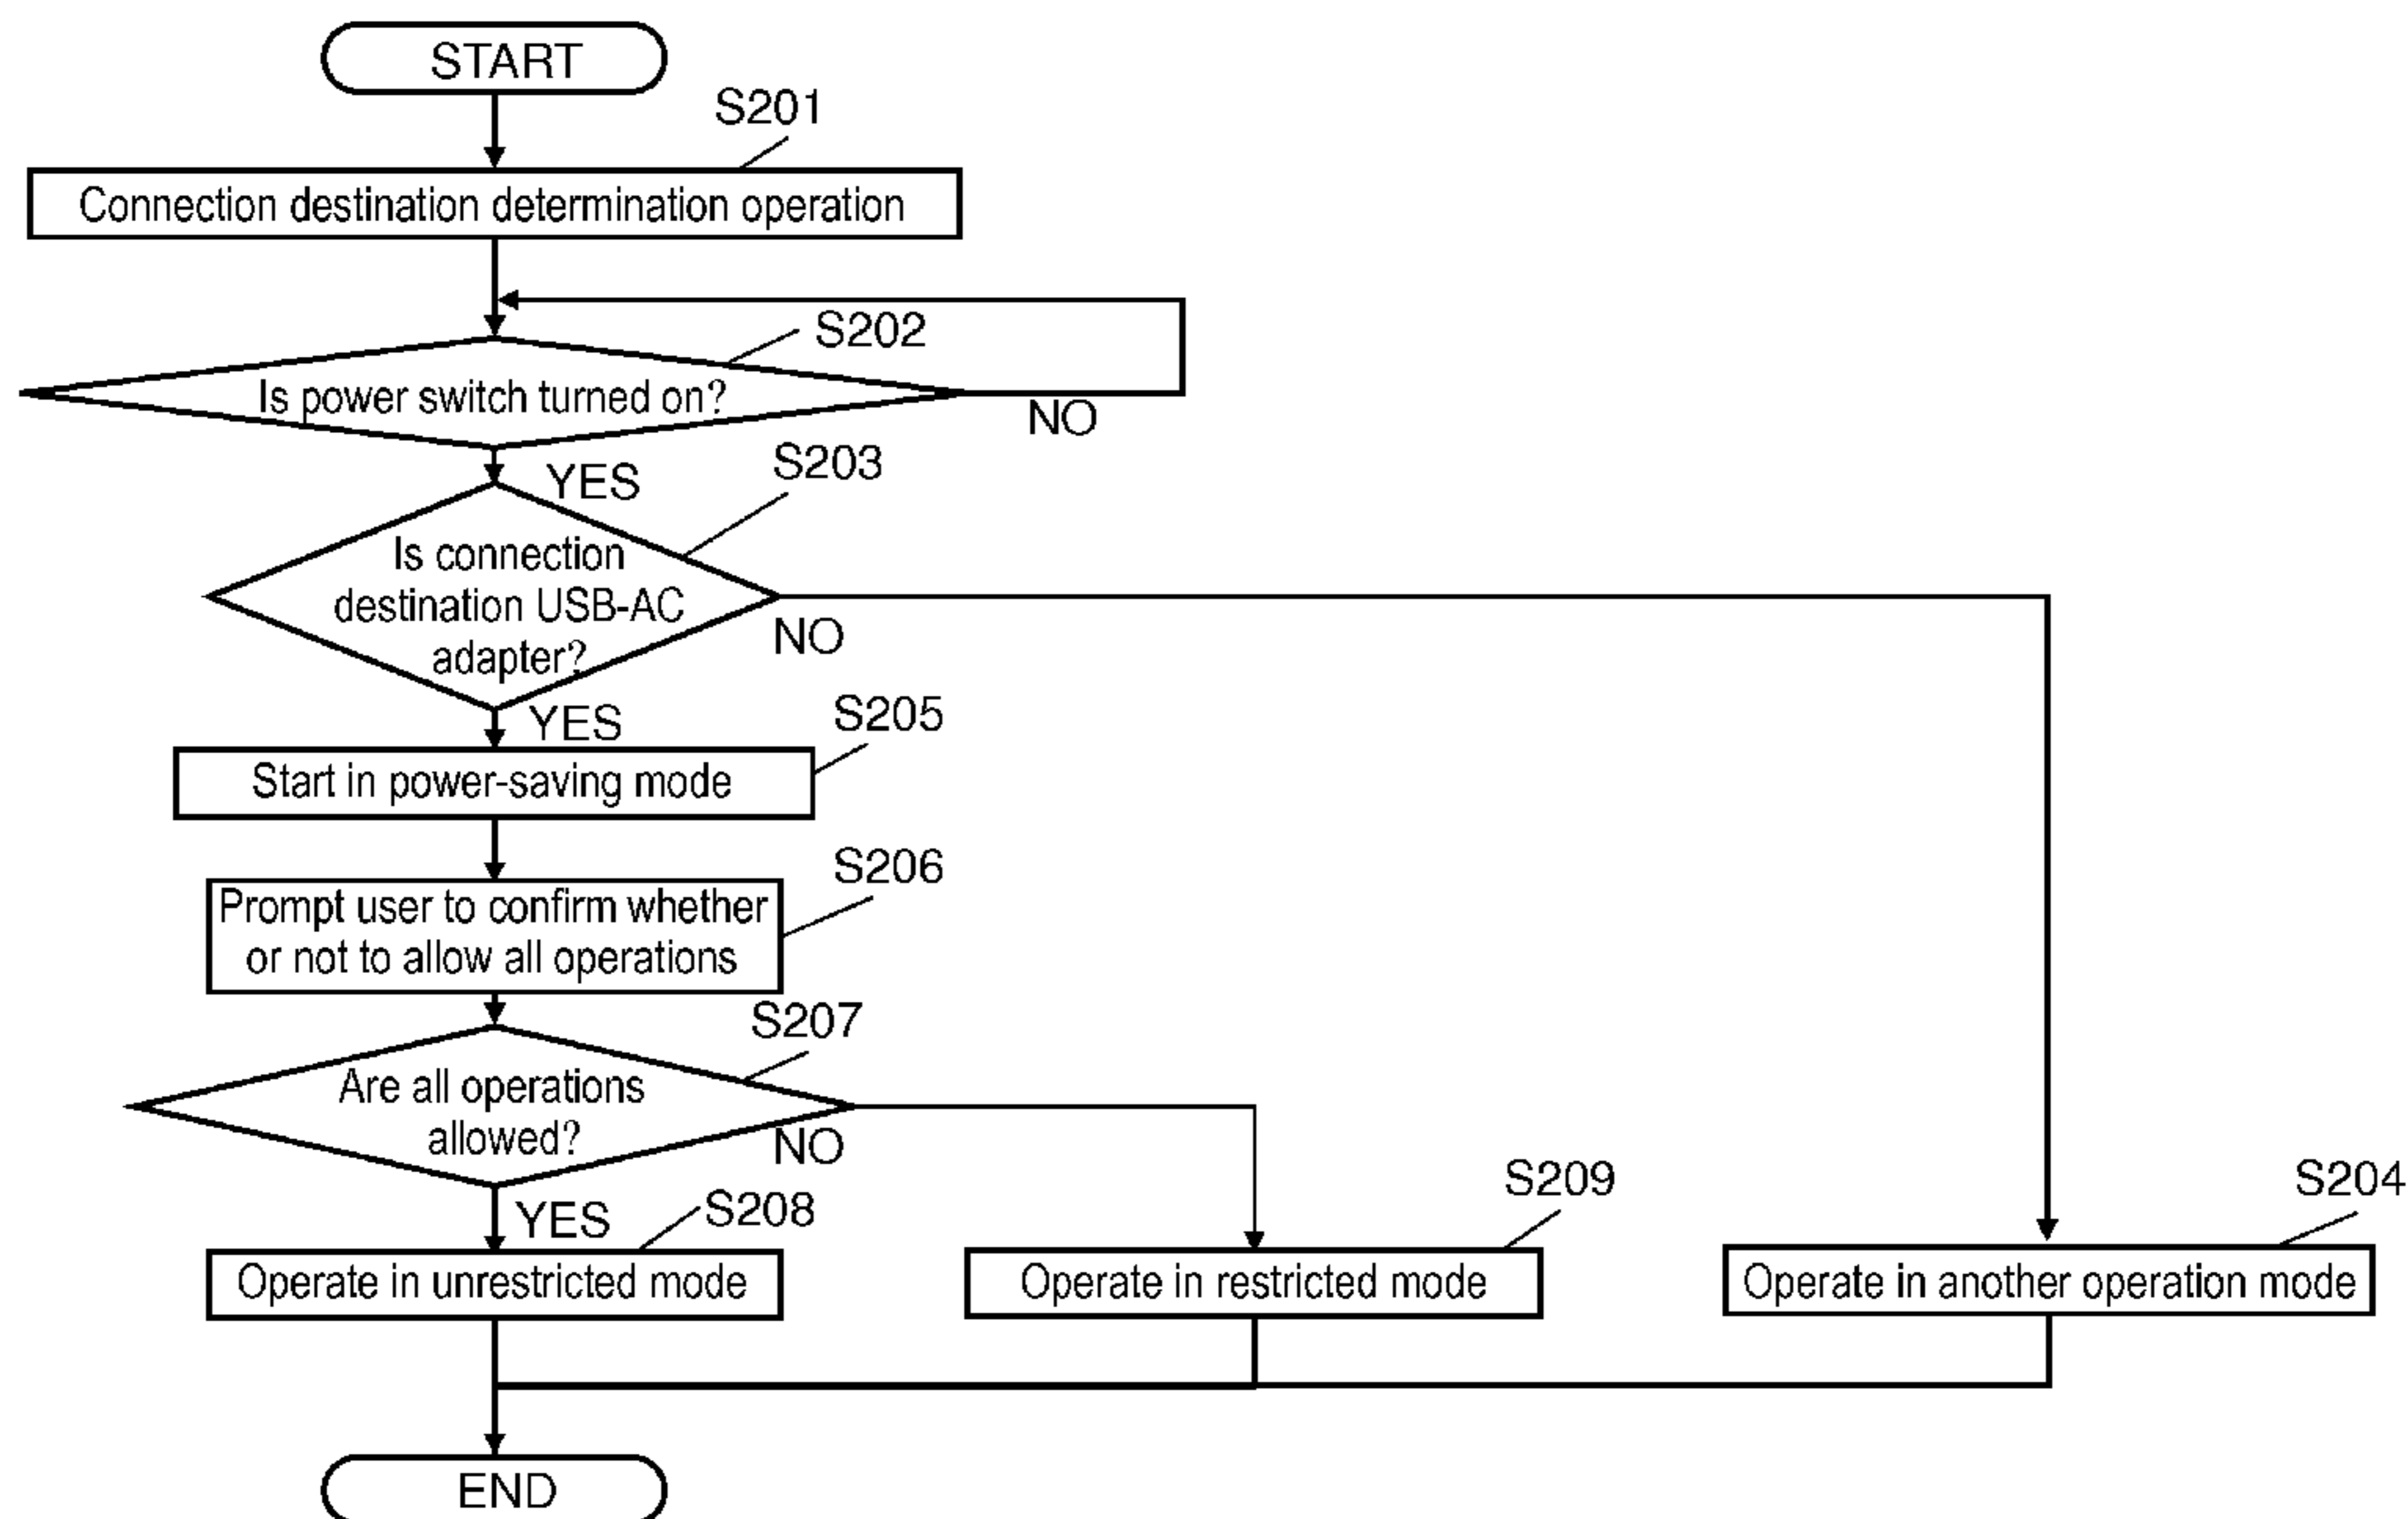 START
S201
Connection destination determination operation
S202
Is power switch turned on?
NO
YES
S203
Is connection
destination USB-AC
adapter?
NO
YES
S205
Start in power-saving mode
S206
Prompt user to confirm whether
or not to allow all operations
S207
Are all operations
allowed?
NO
YES
S208
S209
S204
Operate in unrestricted mode
Operate in restricted mode
Operate in another operation mode
END